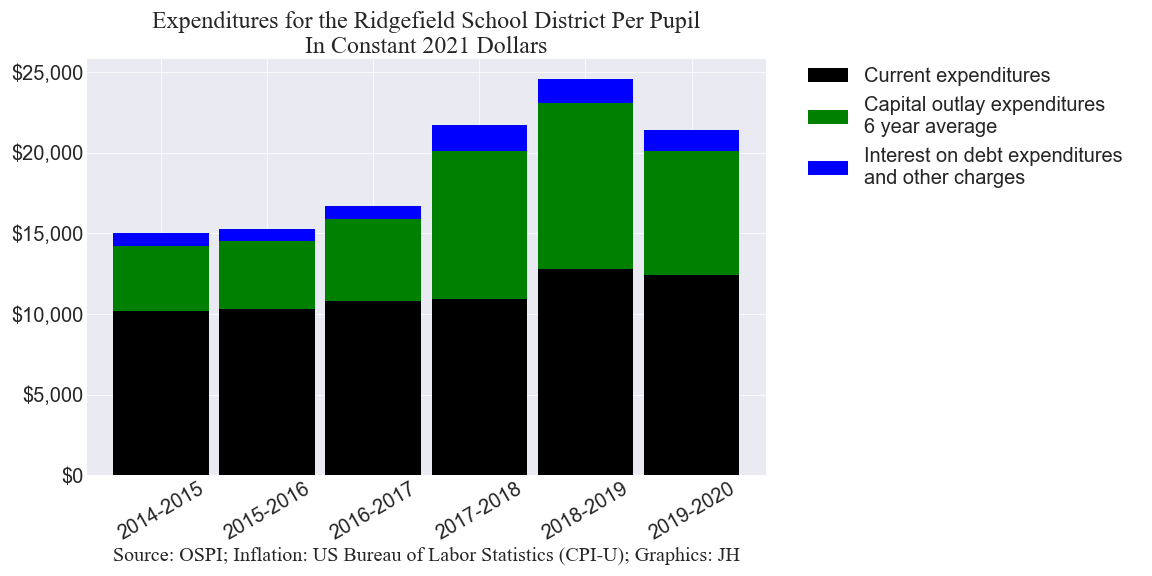 Expenditures for the Ridgefield School District Per Pupil
In Constant 2021 Dollars
$25,000
$20,000
$15,000
$10,000
$5,000
$0
2014-2015
2015-2016
2016-2017
2017-2018
2018-2019
2019-2020
Source: OSPI; Inflation: US Bureau of Labor Statistics (CPI-U); Graphics: JH
Current expenditures
Capital outlay expenditures
6 year average
Interest on debt expenditures
and other charges